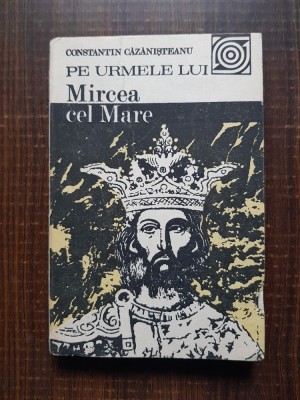 CONSTANTIN CĂZĂNIȘTEANU
PE URMELE LUI
Mircea
cel Mare